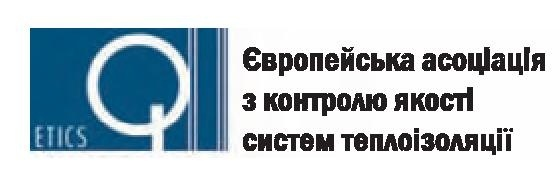 ETICS
Європейська асоціація
з контролю якості
систем теплоізоляції